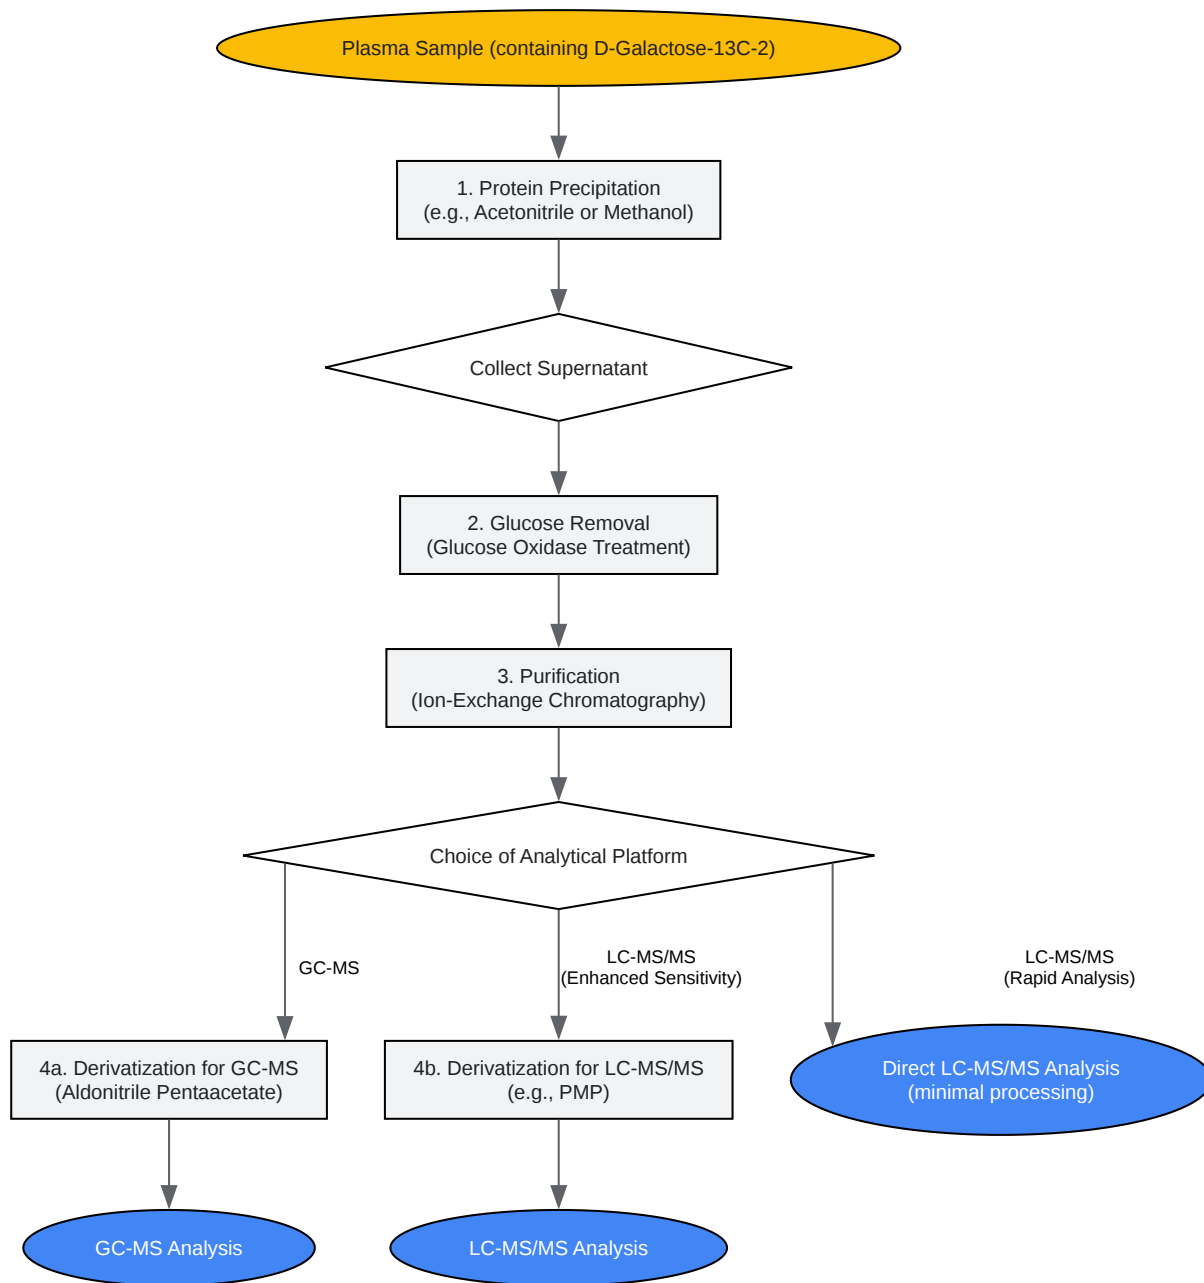 Plasma Sample (containing D-Galactose-13C-2)
1. Protein Precipitation
(e.g., Acetonitrile or Methanol)
Collect Supernatant
2. Glucose Removal
(Glucose Oxidase Treatment)
3. Purification
(Ion-Exchange Chromatography)
Choice of Analytical Platform
GC-MS
LC-MS/MS
(Enhanced Sensitivity)
LC-MS/MS
(Rapid Analysis)
4a. Derivatization for GC-MS
(Aldonitrile Pentaacetate)
4b. Derivatization for LC-MS/MS
(e.g., PMP)
Direct LC-MS/MS Analysis
(minimal processing)
GC-MS Analysis
LC-MS/MS Analysis